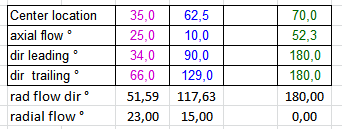 Center location 35,0 62,5 70,0
axial flow ° 25,0 10,0 52,3
dir leading ° 34,0 90,0 180,0
dir trailing ° 66,0 129,0 180,0
rad flow dir ° 51,59 117,63 180,00
radial flow ° 23,00 15,00 0,00